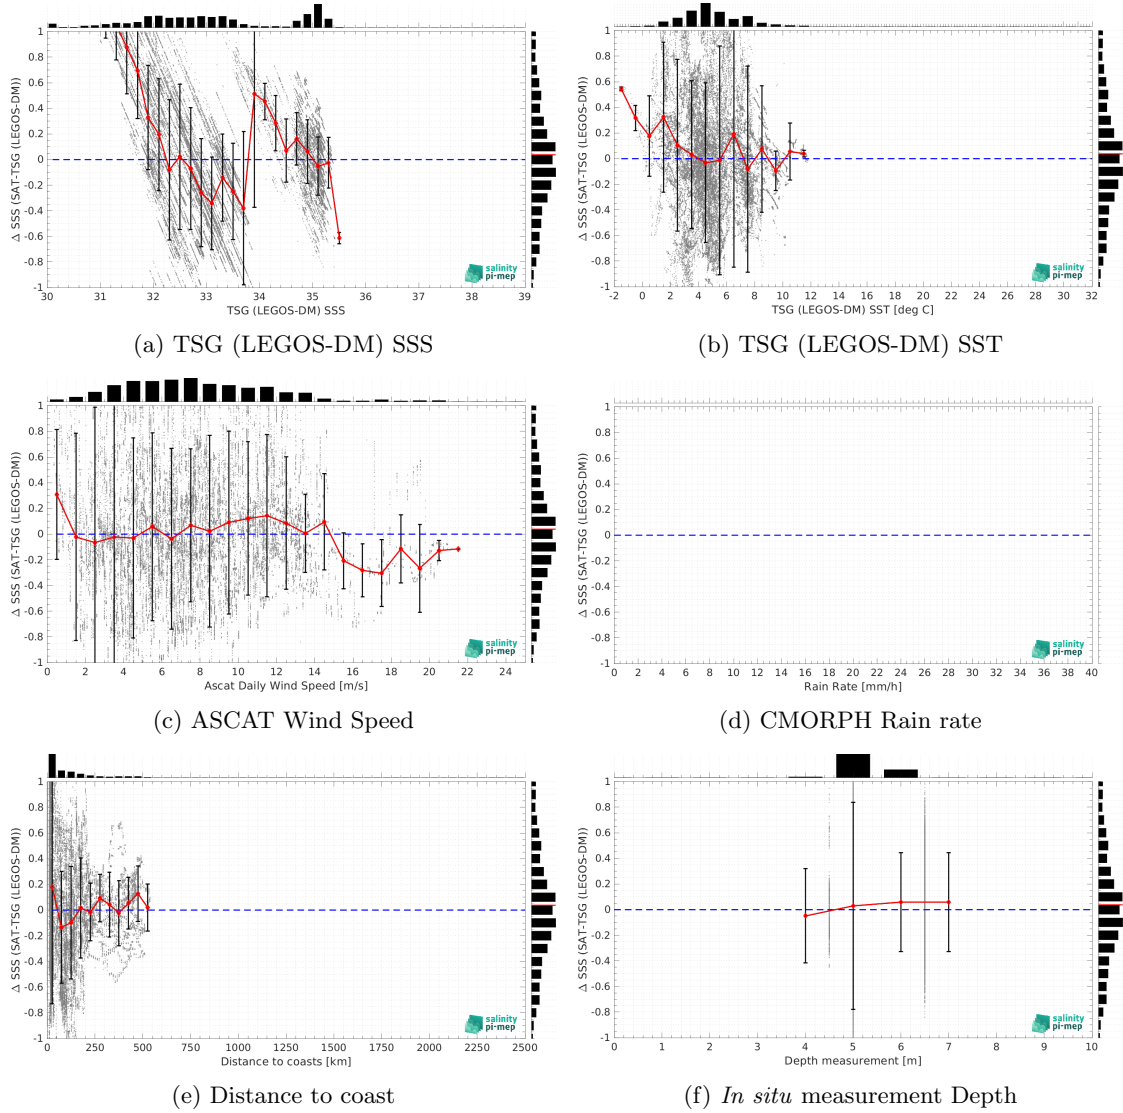 1
0.8
0.6
0.4
0.2
0
-0.2
-0.4
-0.6
-0.8
-1
Δ SSS (SAT-TSG (LEGOS-DM))
30 31 32 33 34 35 36 37 38 39
TSG (LEGOS-DM) SSS
salinity
pi-mep
(a) TSG (LEGOS-DM) SSS
1
0.8
0.6
0.4
0.2
0
-0.2
-0.4
-0.6
-0.8
-1
Δ SSS (SAT-TSG (LEGOS-DM))
-2 0 2 4 6 8 10 12 14 16 18 20 22 24 26 28 30 32
TSG (LEGOS-DM) SST [deg C]
salinity
pi-mep
(b) TSG (LEGOS-DM) SST
1
0.8
0.6
0.4
0.2
0
-0.2
-0.4
-0.6
-0.8
-1
Δ SSS (SAT-TSG (LEGOS-DM))
0 2 4 6 8 10 12 14 16 18 20 22 24
Ascat Daily Wind Speed [m/s]
salinity
pi-mep
(c) ASCAT Wind Speed
1
0.8
0.6
0.4
0.2
0
-0.2
-0.4
-0.6
-0.8
-1
Δ SSS (SAT-TSG (LEGOS-DM))
0 2 4 6 8 10 12 14 16 18 20 22 24 26 28 30 32 34 36 38 40
Rain Rate [mm/h]
salinity
pi-mep
(d) CMORPH Rain rate
1
0.8
0.6
0.4
0.2
0
-0.2
-0.4
-0.6
-0.8
-1
Δ SSS (SAT-TSG (LEGOS-DM))
0 250 500 750 1000 1250 1500 1750 2000 2250 2500
Distance to coasts [km]
salinity
pi-mep
(e) Distance to coast
1
0.8
0.6
0.4
0.2
0
-0.2
-0.4
-0.6
-0.8
-1
Δ SSS (SAT-TSG (LEGOS-DM))
0 1 2 3 4 5 6 7 8 9 10
Depth measurement [m]
salinity
pi-mep
(f) In situ measurement Depth